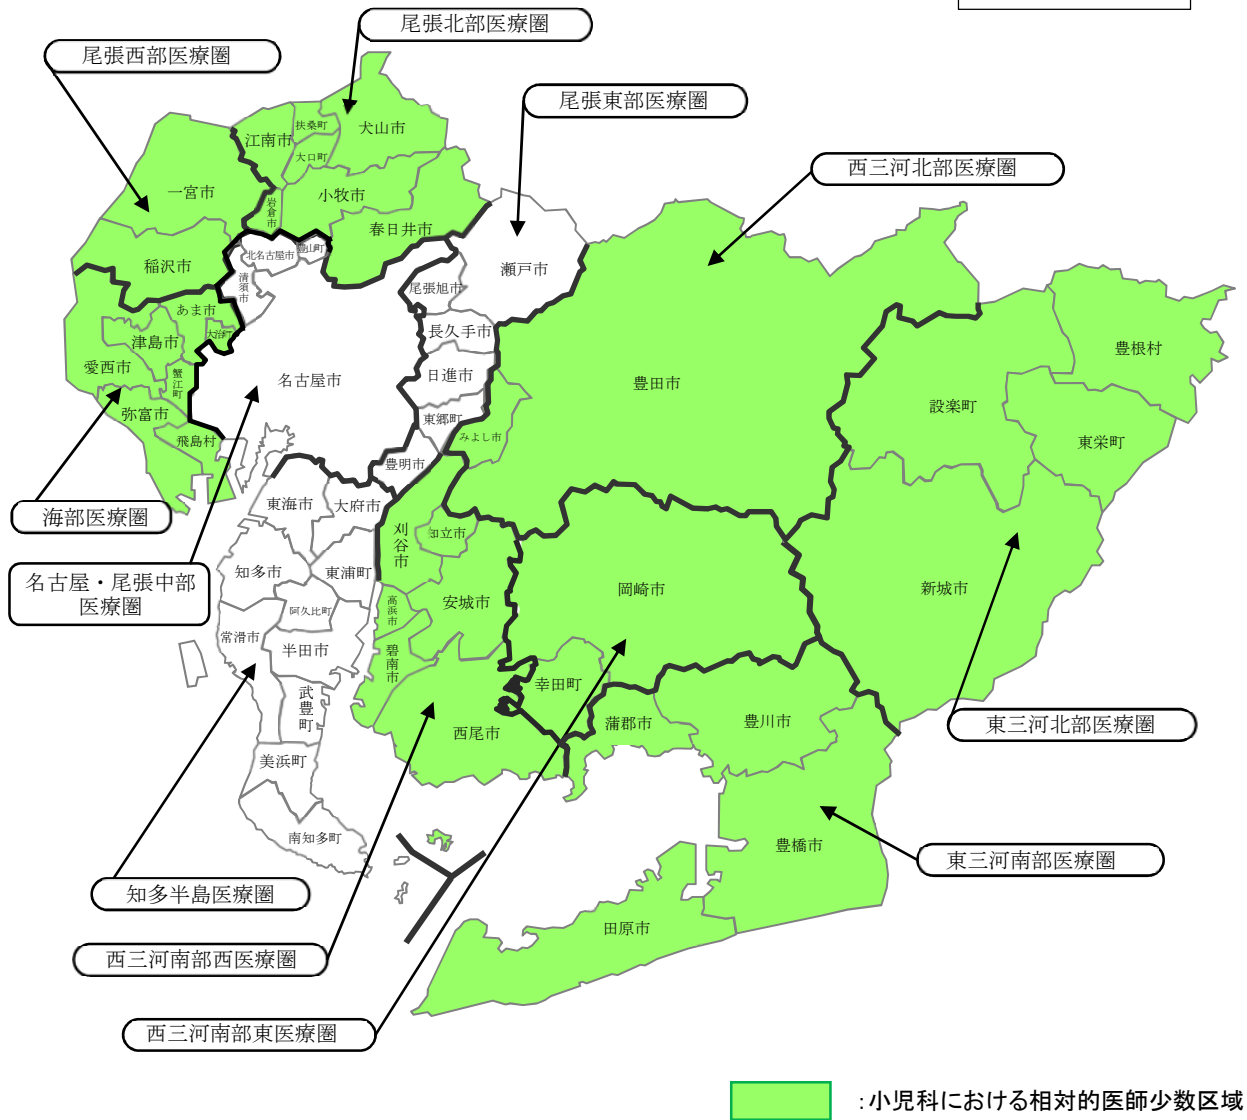 尾張北部医療圏
尾張西部医療圏
尾張東部医療圏
西三河北部医療圏
扶桑町
犬山市
江南市
大口町
一宮市
岩倉市
小牧市
春日井市
北名古屋市
豊山町
瀬戸市
稲沢市
清須市
尾張旭市
あま市
大治町
津島市
長久手市
愛西市
蟹江町
名古屋市
日進市
豊田市
豊根村
設楽町
弥富市
東郷町
みよし市
東栄町
飛島村
豊明市
東海市
大府市
海部医療圏
刈谷市
知立市
名古屋・尾張中部
医療圏
知多市
東浦町
岡崎市
新城市
高浜市
安城市
阿久比町
常滑市
半田市
碧南市
幸田町
武豊町
西尾市
蒲郡市
豊川市
東三河北部医療圏
美浜町
南知多町
豊橋市
東三河南部医療圏
知多半島医療圏
田原市
西三河南部西医療圏
西三河南部東医療圏
：小児科における相対的医師少数区域